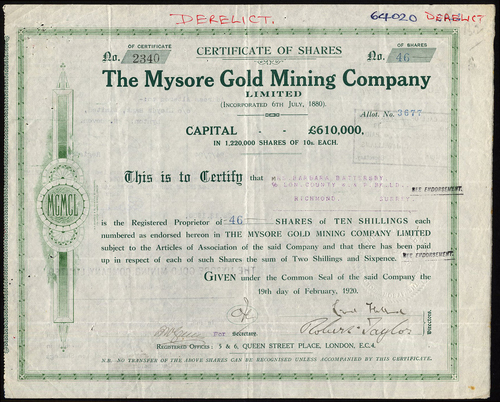 DERELICT.
64020 DERELICT
OF CERTIFICATE
No. 2340
CERTIFICATE OF SHARES
OF SHARES
No. 46
The Mysore Gold Mining Company
LIMITED
(INCORPORATED 6TH JULY, 1880).
Allot. No. 3677
CAPITAL - - £610,000,
IN 1,220,000 SHARES OF 10s. EACH.
This is to Certify that MRS BARBARA
RICHMOND SURREY
SEE ENDORSEMENT.
MGMCL
is the Registered Proprietor of -46- SHARES OF TEN SHILLINGS each
numbered as endorsed hereon in THE MYSORE GOLD MINING COMPANY LIMITED
subject to the Articles of Association of the said Company and that there has been paid
up in respect of each of such Shares the sum of Two Shillings and Sixpence.
SEE ENDORSEMENT.
GIVEN under the Common Seal of the said Company the
19th day of February, 1920.
For Secretary.
Robert Taylor
Directors.
REGISTERED OFFICES: 5 & 6, QUEEN STREET PLACE, LONDON, E.C.4.
N.B. NO TRANSFER OF THE ABOVE SHARES CAN BE RECOGNISED UNLESS ACCOMPANIED BY THIS CERTIFICATE.